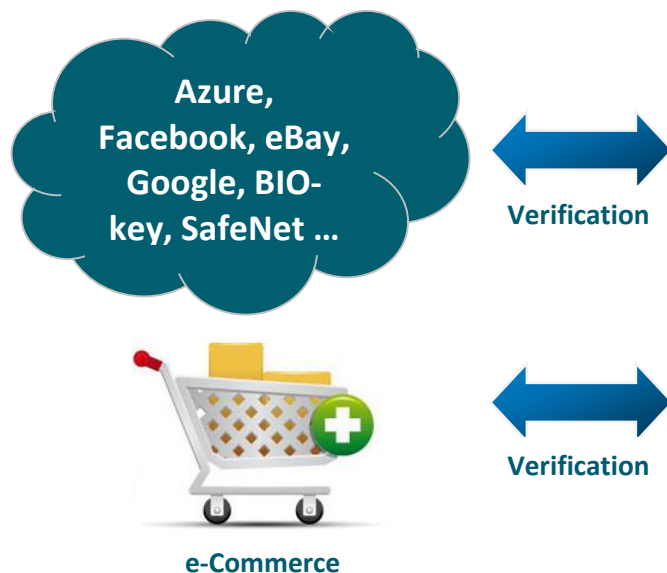 Azure,
Facebook, eBay,
Google, BIO-
key, SafeNet ...
Verification
Verification
e-Commerce